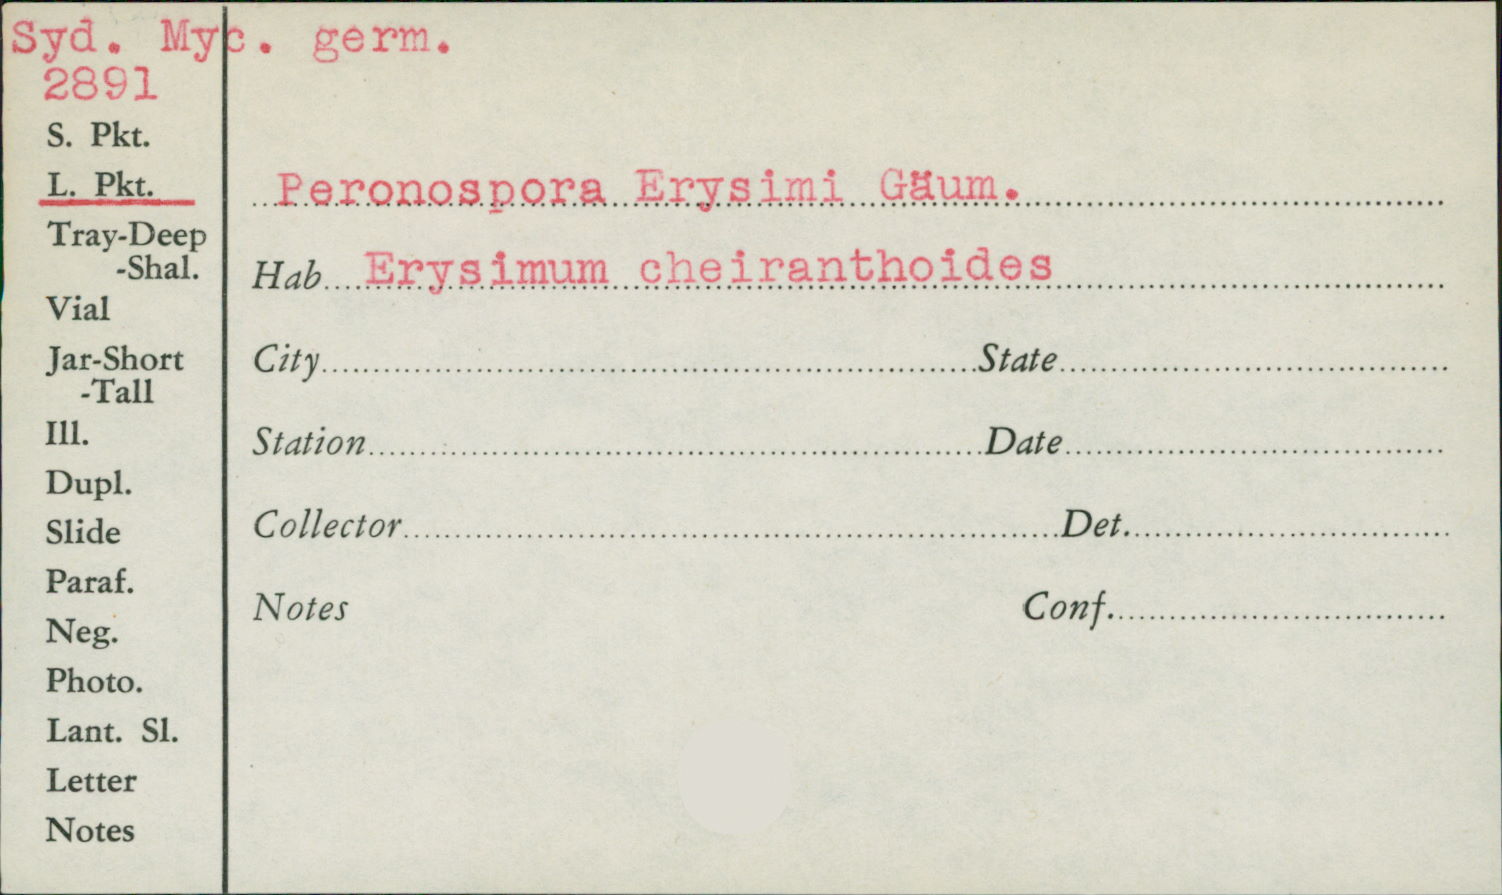 Syd. Myc. germ.
2891
S. Pkt.
L. Pkt.
Tray-Deep
-Shal.
Vial
Jar-Short
-Tall
Ill.
Dupl.
Slide
Paraf.
Neg.
Photo.
Lant. Sl.
Letter
Notes
Peronospora Erysimi Gäum.
Hab. Erysimum cheiranthoides
City State
Station Date
Collector Det.
Notes Conf.